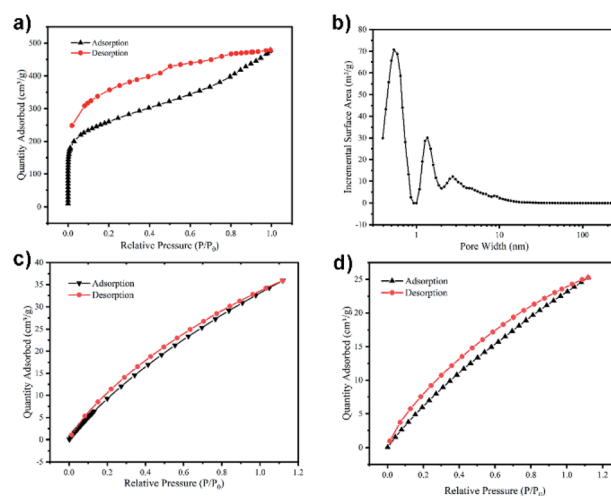 a)
Adsorption
Desorption
Quantity Adsorbed (cm³/g)
500
400
300
200
100
0
0.0 0.2 0.4 0.6 0.8 1.0
Relative Pressure (P/P₀)
b)
Incremental Surface Area (m²/g)
80
70
60
50
40
30
20
10
0
1 10 100
Pore Width (nm)
c)
Adsorption
Desorption
Quantity Adsorbed (cm³/g)
40
35
30
25
20
15
10
5
0
-5
0.0 0.2 0.4 0.6 0.8 1.0 1.2
Relative Pressure (P/P₀)
d)
Adsorption
Desorption
Quantity Adsorbed (cm³/g)
25
20
15
10
5
0
0.0 0.2 0.4 0.6 0.8 1.0 1.2
Relative Pressure (P/P₀)